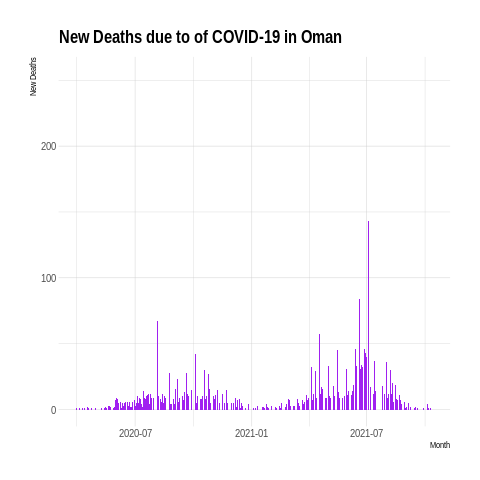 New Deaths due to of COVID-19 in Oman
New Deaths
200
100
0
2020-07
2021-01
2021-07
Month